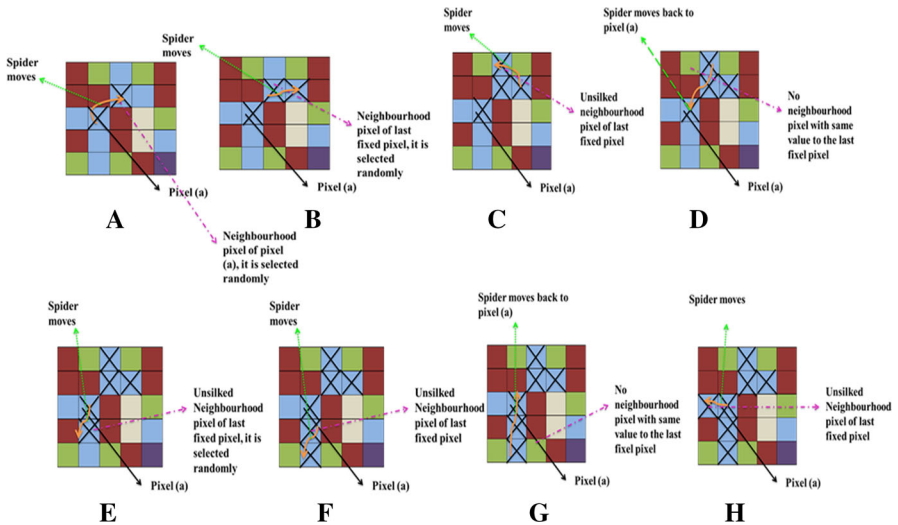 Spider
moves
Neighbourhood
pixel of pixel
(a), it is selected
randomly
Pixel (a)
A
Spider
moves
Neighbourhood
pixel of last
fixed pixel, it is
selected
randomly
Pixel (a)
B
Spider
moves
Unsilked
neighbourhood
pixel of last
fixed pixel
Pixel (a)
C
Spider moves back to
pixel (a)
No
neighbourhood
pixel with same
value to the last
fixel pixel
Pixel (a)
D
Spider
moves
Unsilked
Neighbourhood
pixel of last
fixed pixel, it is
selected
randomly
Pixel (a)
E
Spider
moves
Unsilked
Neighbourhood
pixel of last
fixed pixel
Pixel (a)
F
Spider moves back to
pixel (a)
No
neighbourhood
pixel with same
value to the last
fixel pixel
Pixel (a)
G
Spider moves
Unsilked
Neighbourhood
pixel of last
fixed pixel
Pixel (a)
H